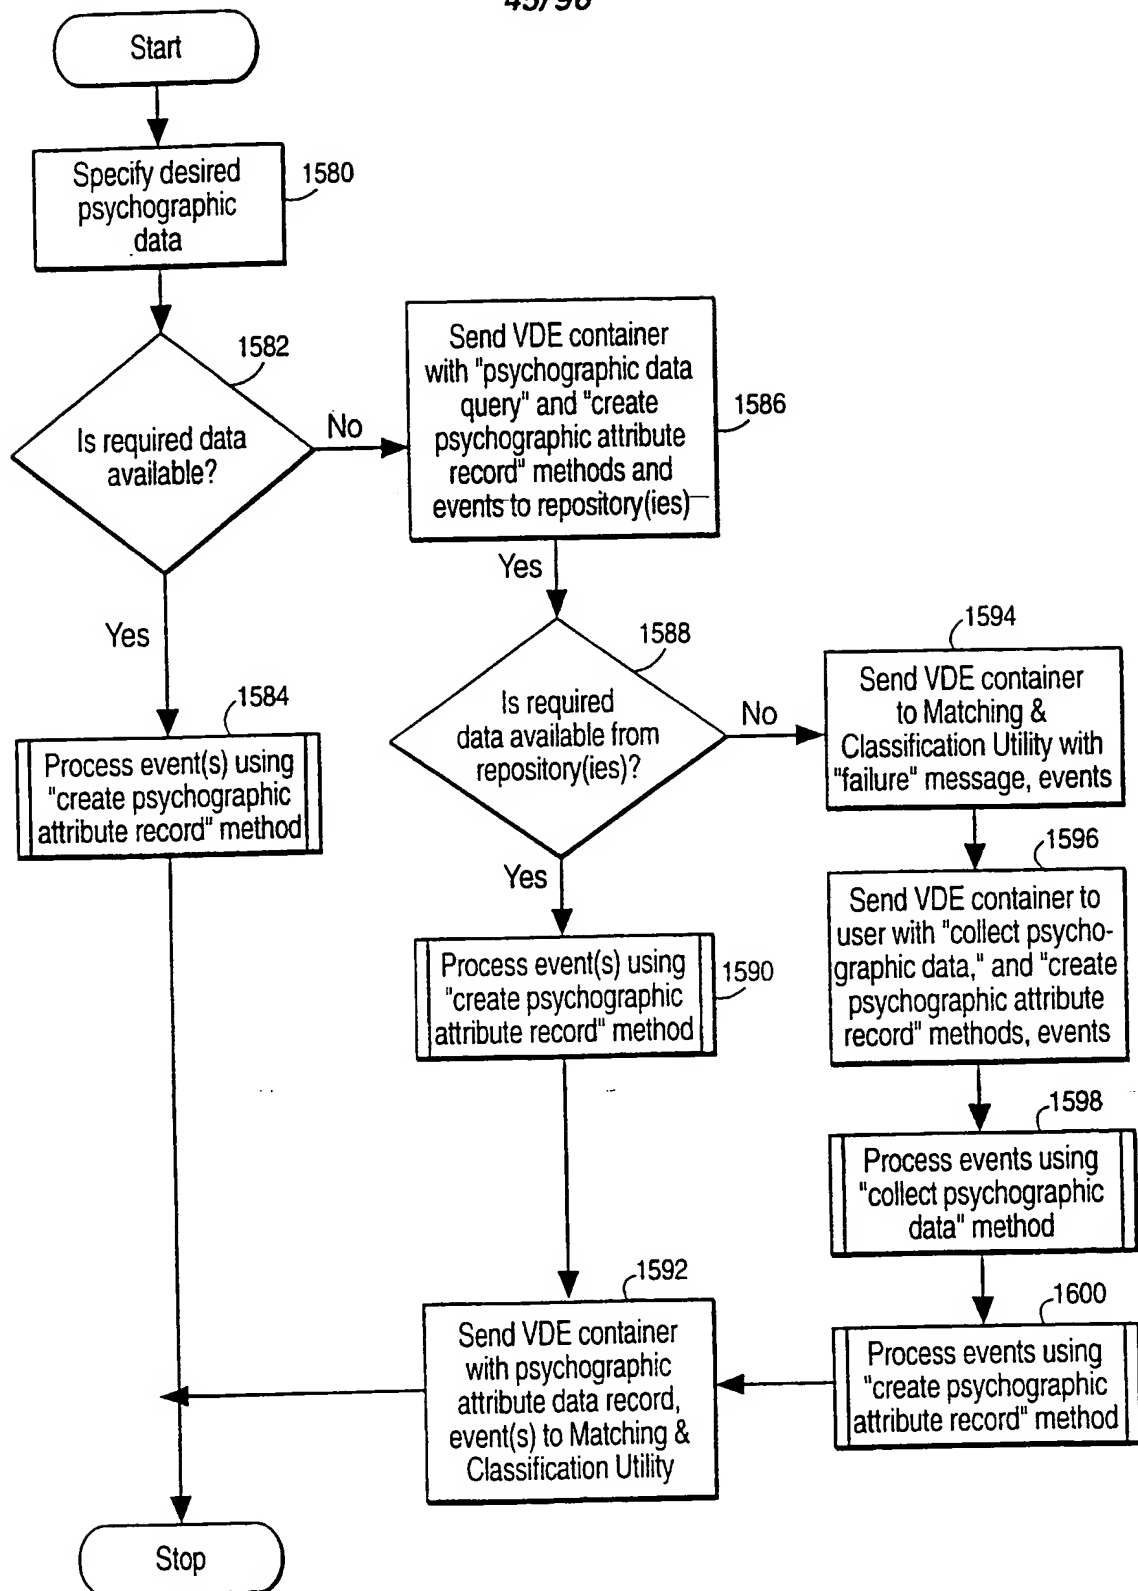 45/96
Start
Specify desired
psychographic
data
1580
1582
Is required data
available?
No
Yes
Send VDE container
with "psychographic data
query" and "create
psychographic attribute
record" methods and
events to repository(ies)
1586
Yes
1584
Process event(s) using
"create psychographic
attribute record" method
1588
Is required
data available from
repository(ies)?
No
Yes
1594
Send VDE container
to Matching &
Classification Utility with
"failure" message, events
1596
Send VDE container to
user with "collect psycho-
graphic data," and "create
psychographic attribute
record" methods, events
Process event(s) using
"create psychographic
attribute record" method
1590
1598
Process events using
"collect psychographic
data" method
1592
Send VDE container
with psychographic
attribute data record,
event(s) to Matching &
Classification Utility
1600
Process events using
"create psychographic
attribute record" method
Stop